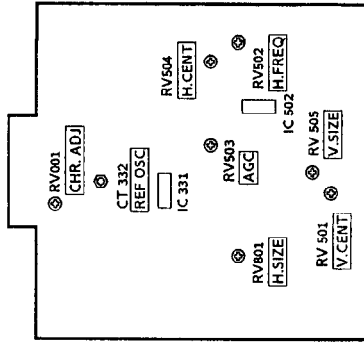 RV001
CHR. ADJ
CT 332
REF OSC
IC 331
RV504
H.CENT
RV502
H.FREQ
IC 502
RV503
AGC
RV 505
V.SIZE
RV801
H.SIZE
RV 501
V.CENT